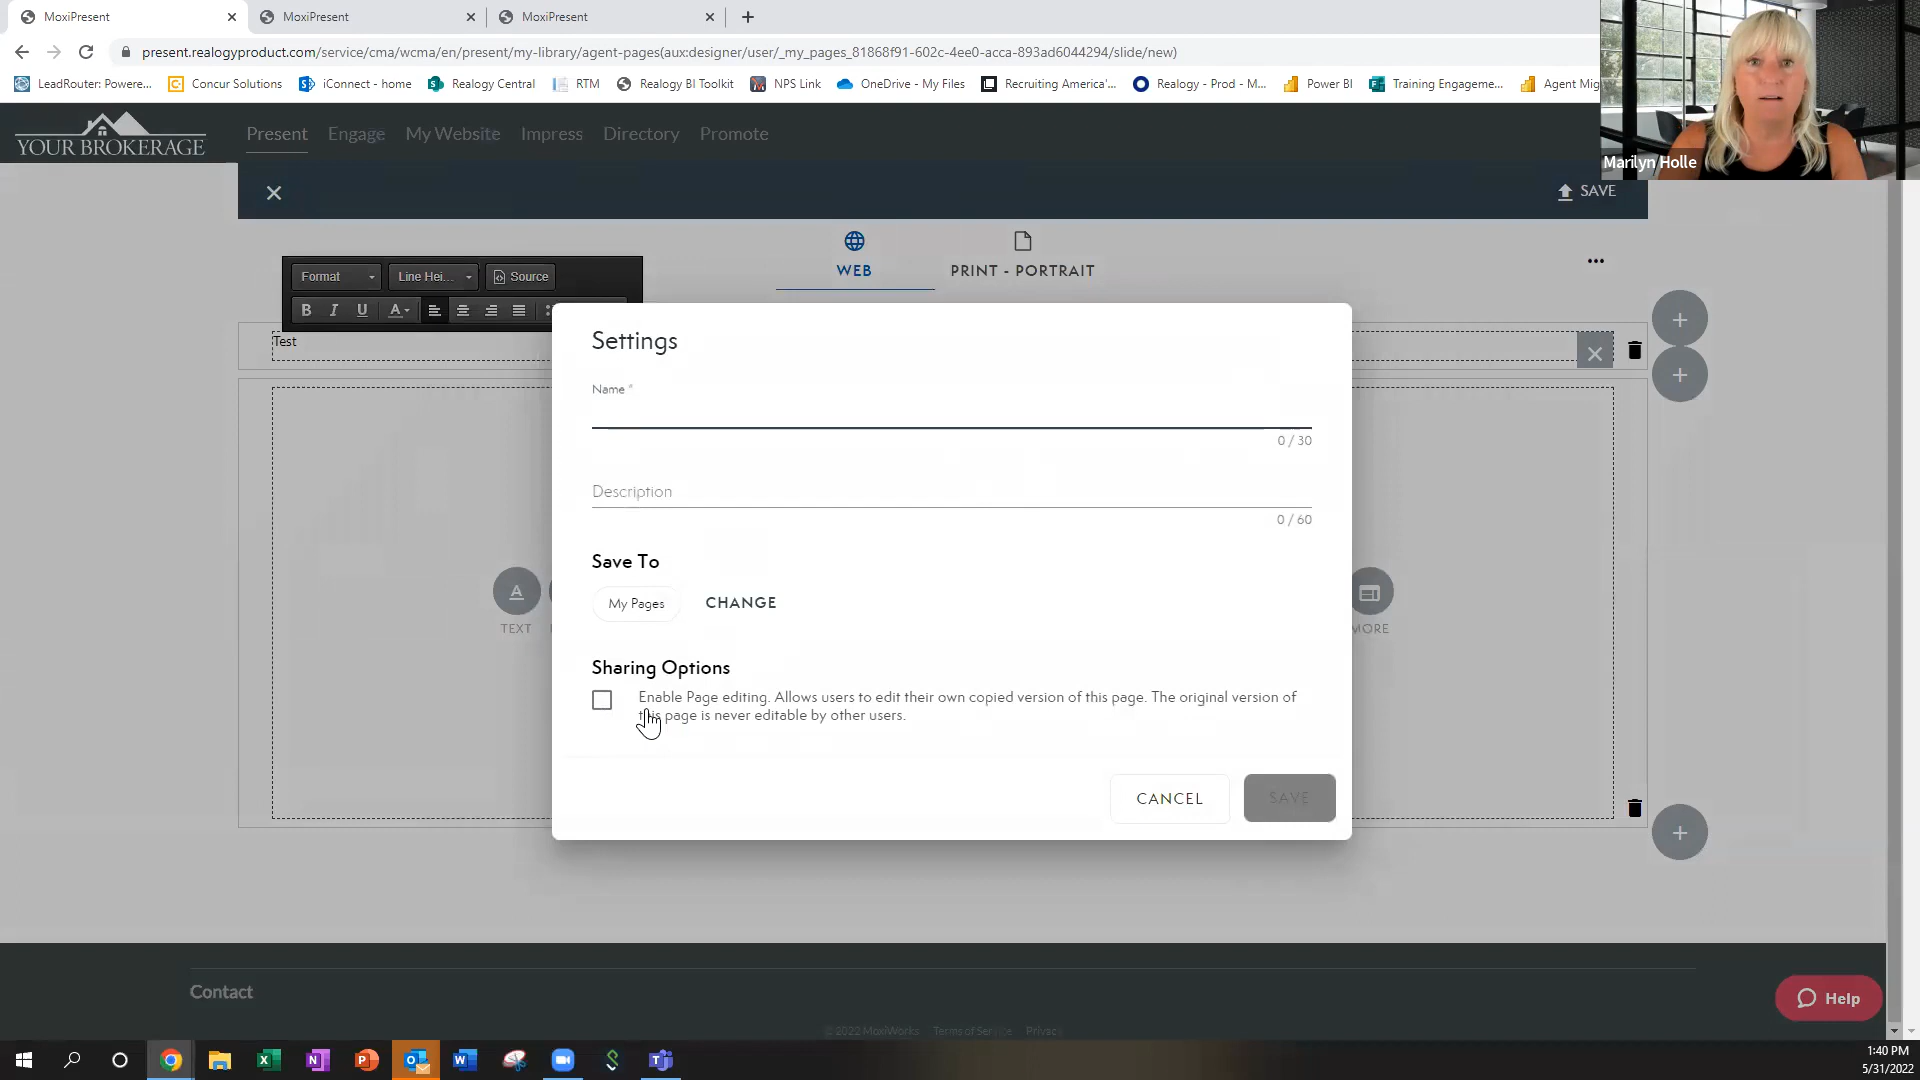 MoxiPresent
MoxiPresent
MoxiPresent
present.realogyproduct.com/service/cma/wcma/en/present/my-library/agent-pages(aux:designer/user/_my_pages_81868f91-602c-4ee0-acca-893ad6044294/slide/new)
LeadRouter: Powere...
Concur Solutions
iConnect - home
Realogy Central
RTM
Realogy BI Toolkit
NPS Link
OneDrive - My Files
Recruiting America'...
Realogy - Prod - M...
Power BI
Training Engageme...
Agent Mig
YOUR BROKERAGE
Present
Engage
My Website
Impress
Directory
Promote
Marilyn Holle
SAVE
WEB
PRINT - PORTRAIT
Format
Line Hei...
Source
B I U A
Test
Settings
Name *
0 / 30
Description
0 / 60
Save To
My Pages
CHANGE
A
TEXT
MORE
Sharing Options
Enable Page editing. Allows users to edit their own copied version of this page. The original version of
this page is never editable by other users.
CANCEL
SAVE
Contact
Help
© 2022 MoxiWorks
Terms of Service
Privacy
1:40 PM
5/31/2022